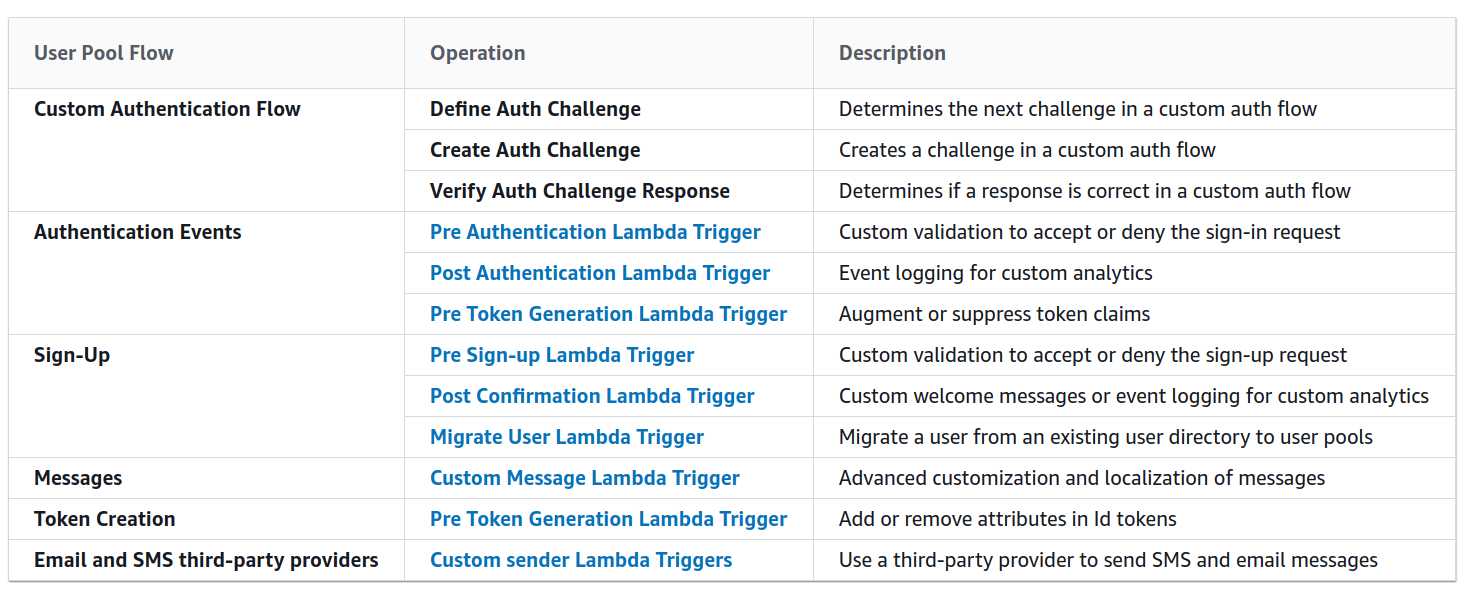 User Pool Flow Operation Description
Custom Authentication Flow Define Auth Challenge Determines the next challenge in a custom auth flow
Create Auth Challenge Creates a challenge in a custom auth flow
Verify Auth Challenge Response Determines if a response is correct in a custom auth flow
Authentication Events Pre Authentication Lambda Trigger Custom validation to accept or deny the sign-in request
Post Authentication Lambda Trigger Event logging for custom analytics
Pre Token Generation Lambda Trigger Augment or suppress token claims
Sign-Up Pre Sign-up Lambda Trigger Custom validation to accept or deny the sign-up request
Post Confirmation Lambda Trigger Custom welcome messages or event logging for custom analytics
Migrate User Lambda Trigger Migrate a user from an existing user directory to user pools
Messages Custom Message Lambda Trigger Advanced customization and localization of messages
Token Creation Pre Token Generation Lambda Trigger Add or remove attributes in Id tokens
Email and SMS third-party providers Custom sender Lambda Triggers Use a third-party provider to send SMS and email messages